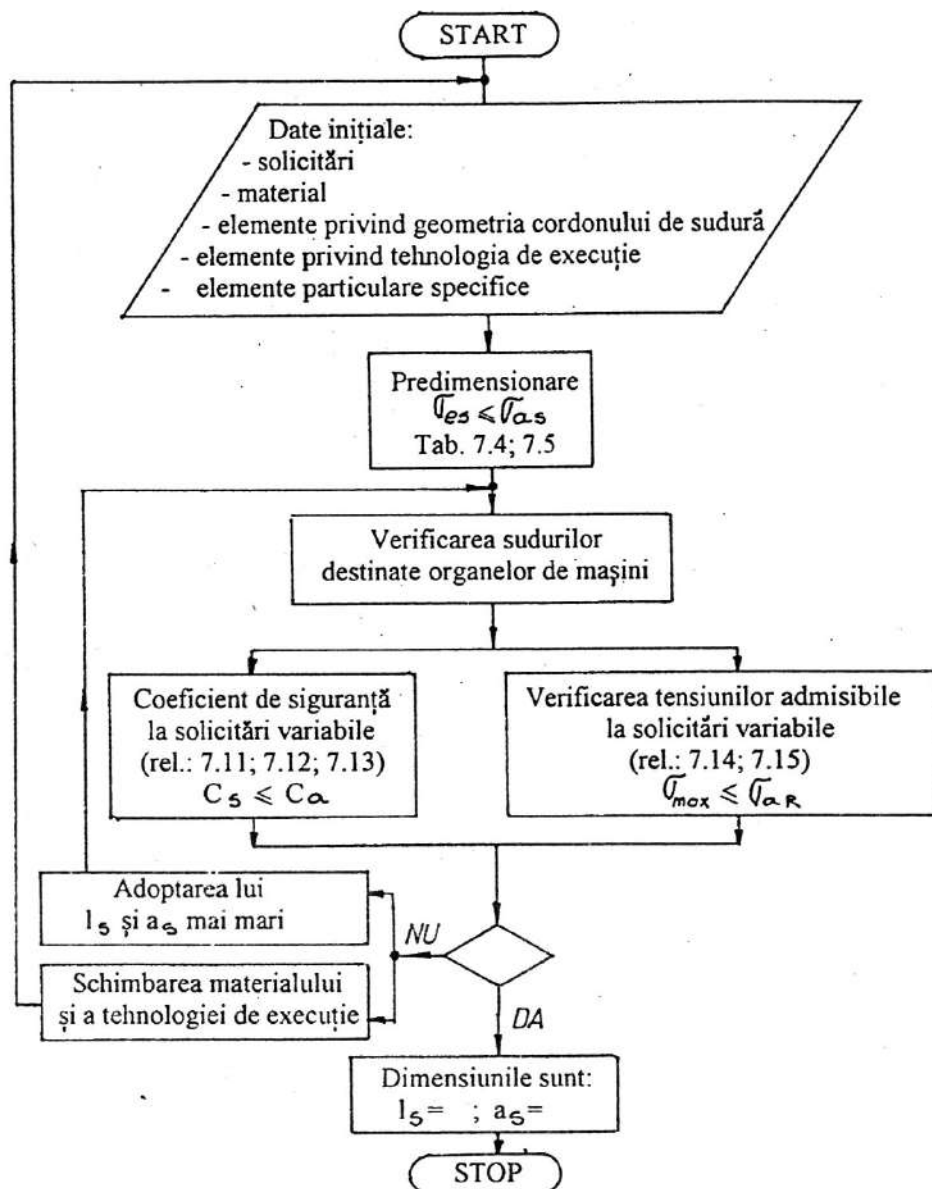 START
Date inițiale:
- solicitări
- material
- elemente privind geometria cordonului de sudură
- elemente privind tehnologia de execuție
- elemente particulare specifice
Predimensionare
σes ⩽ σas
Tab. 7.4; 7.5
Verificarea sudurilor
destinate organelor de mașini
Coeficient de siguranță
la solicitări variabile
(rel.: 7.11; 7.12; 7.13)
Cs ⩽ Ca
Verificarea tensiunilor admisibile
la solicitări variabile
(rel.: 7.14; 7.15)
σmax ⩽ σaR
Adoptarea lui
ls și as mai mari
NU
Schimbarea materialului
și a tehnologiei de execuție
DA
Dimensiunile sunt:
ls= ; as=
STOP